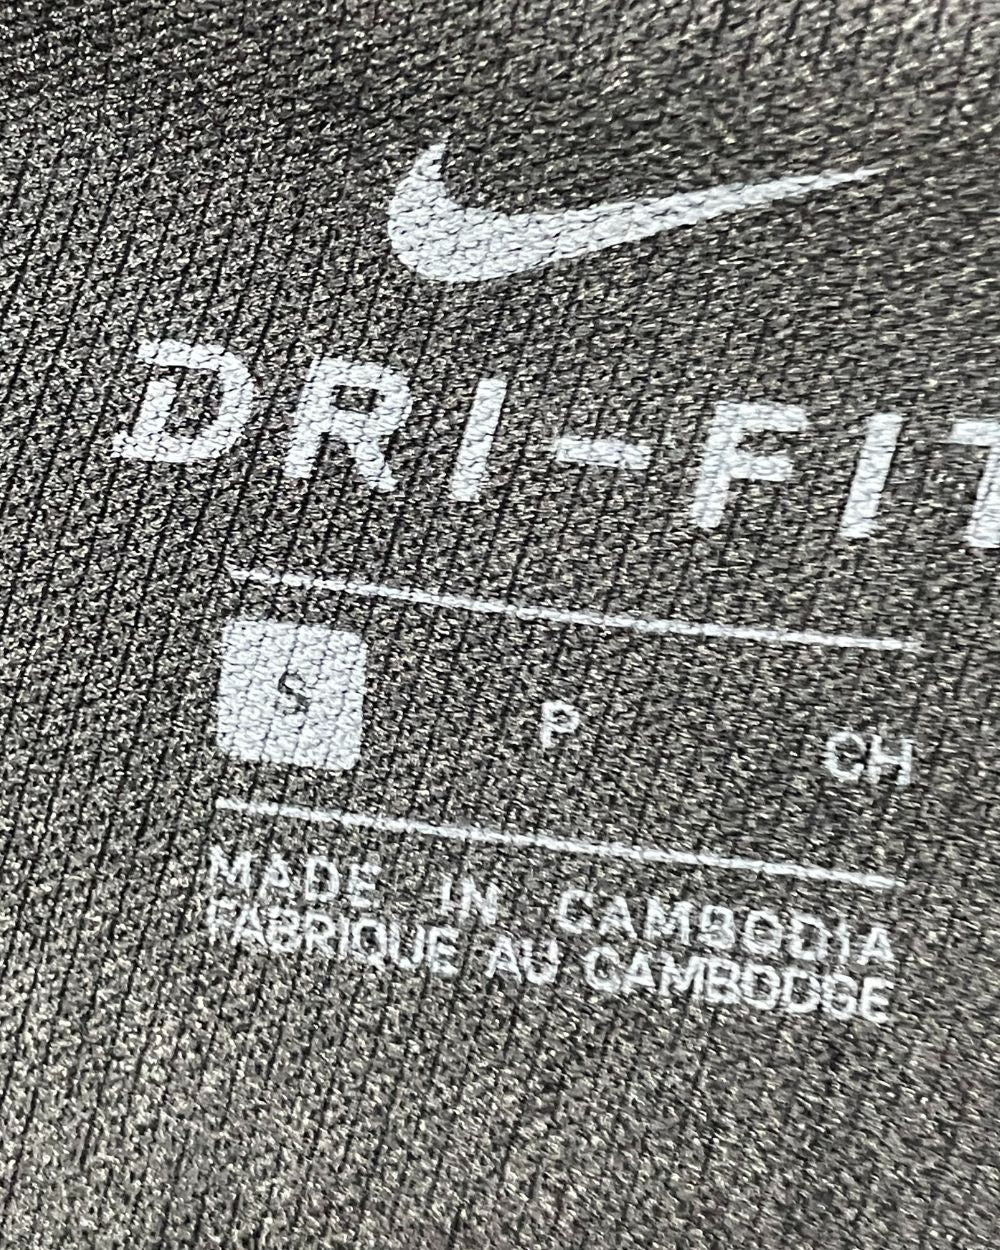 DRI-FIT
S P CH
MADE IN CAMBODIA
FABRIQUE AU CAMBODGE